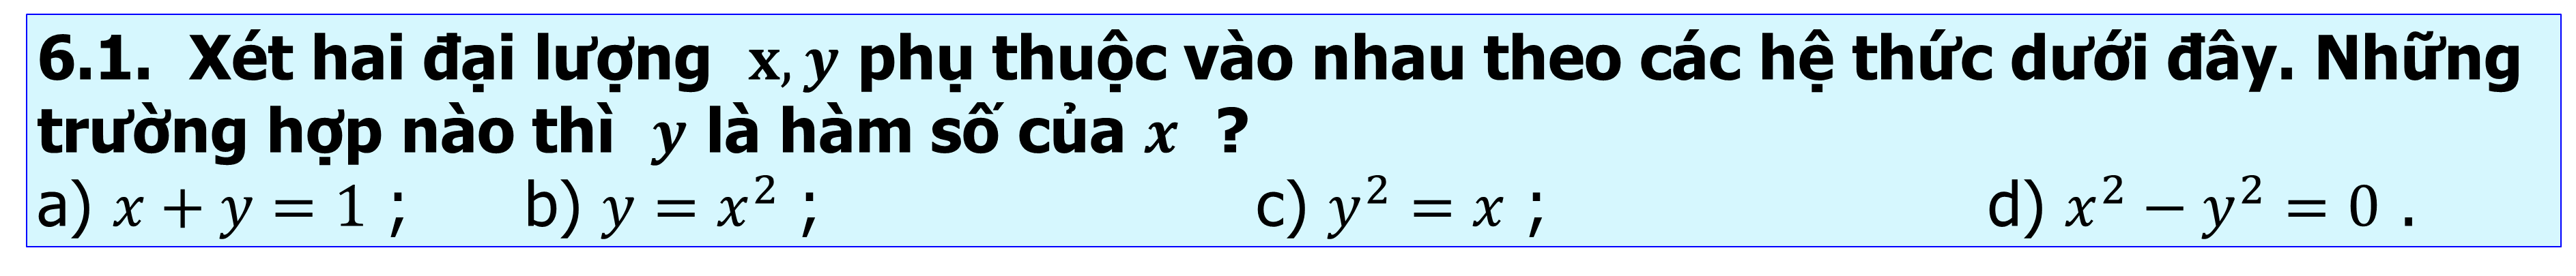 6.1. Xét hai đại lượng x, y phụ thuộc vào nhau theo các hệ thức dưới đây. Những
trường hợp nào thì y là hàm số của x ?
a) x + y = 1 ; b) y = x² ; c) y² = x ; d) x² − y² = 0 .